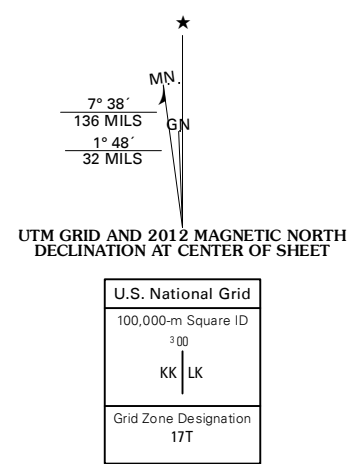 ★
MN
7° 38´
136 MILS
GN
1° 48´
32 MILS
UTM GRID AND 2012 MAGNETIC NORTH
DECLINATION AT CENTER OF SHEET
U.S. National Grid
100,000-m Square ID
300
KK LK
Grid Zone Designation
17T